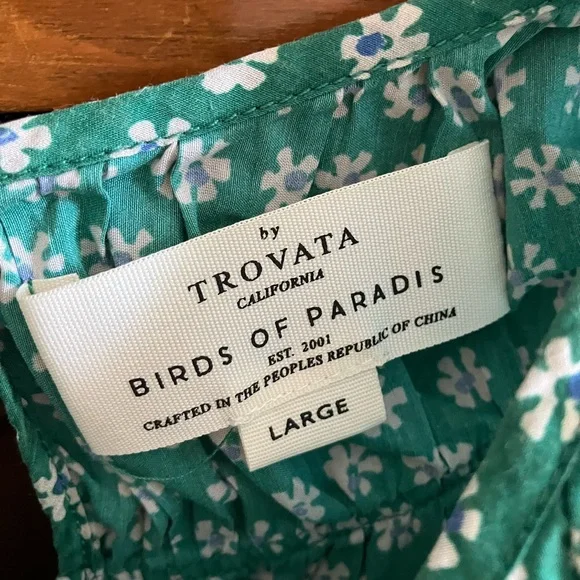 by
TROVATA
CALIFORNIA
BIRDS OF PARADIS
EST. 2001
CRAFTED IN THE PEOPLES REPUBLIC OF CHINA
LARGE